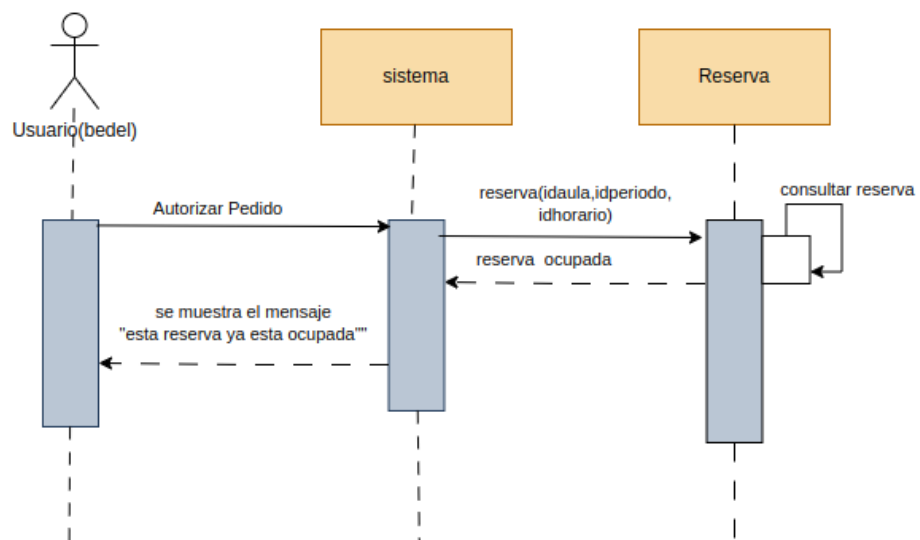 sistema
Reserva
Usuario(bedel)
Autorizar Pedido
reserva(idaula,idperiodo,
idhorario)
consultar reserva
reserva ocupada
se muestra el mensaje
"esta reserva ya esta ocupada""